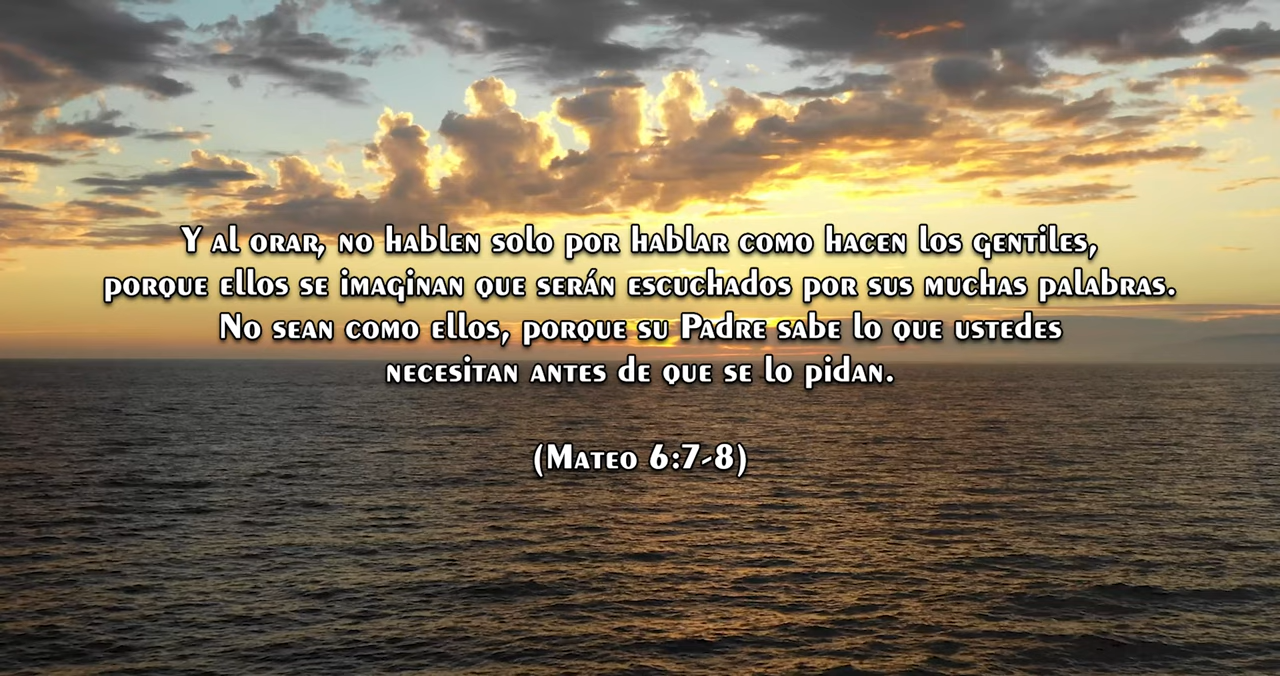 Y al orar, no hablen solo por hablar como hacen los gentiles,
porque ellos se imaginan que serán escuchados por sus muchas palabras.
No sean como ellos, porque su Padre sabe lo que ustedes
necesitan antes de que se lo pidan.
(Mateo 6:7-8)